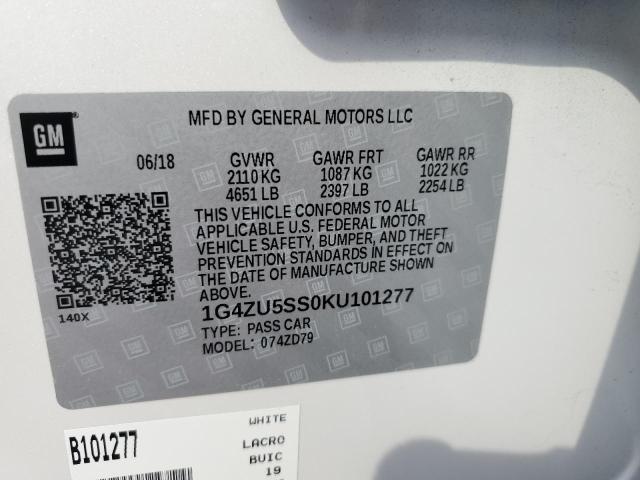 GM
MFD BY GENERAL MOTORS LLC
06/18 GVWR GAWR FRT GAWR RR
2110 KG 1087 KG 1022 KG
4651 LB 2397 LB 2254 LB
THIS VEHICLE CONFORMS TO ALL
APPLICABLE U.S. FEDERAL MOTOR
VEHICLE SAFETY, BUMPER, AND THEFT
PREVENTION STANDARDS IN EFFECT ON
THE DATE OF MANUFACTURE SHOWN
ABOVE.
140X
1G4ZU5SS0KU101277
TYPE: PASS CAR
MODEL: 074ZD79
B101277
WHITE
LACRO
BUIC
19